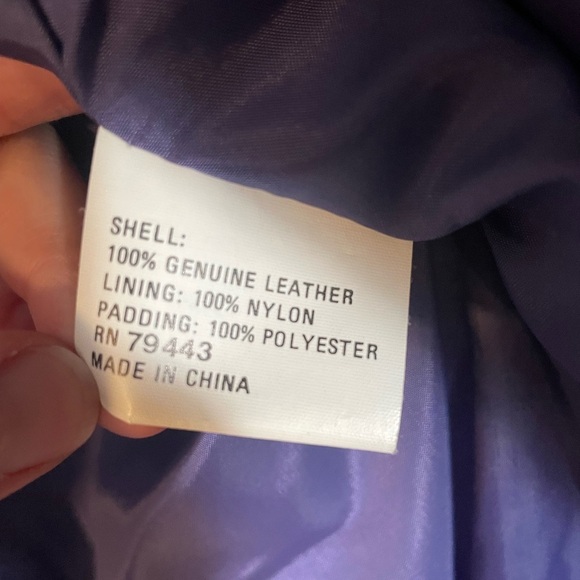 SHELL:
100% GENUINE LEATHER
LINING: 100% NYLON
PADDING: 100% POLYESTER
RN 79443
MADE IN CHINA